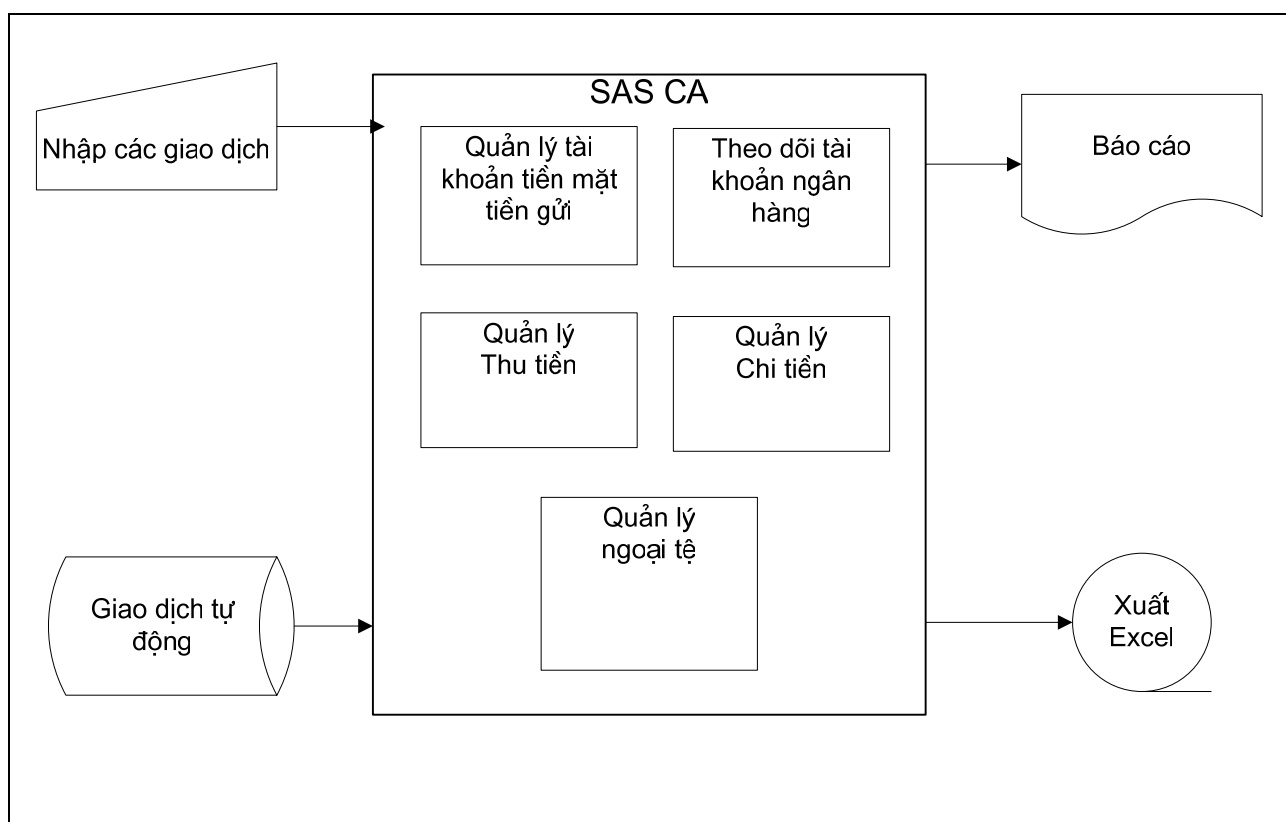 SAS CA
Nhập các giao dịch
Quản lý tài
khoản tiền mặt
tiền gửi
Theo dõi tài
khoản ngân
hàng
Báo cáo
Quản lý
Thu tiền
Quản lý
Chi tiền
Quản lý
ngoại tệ
Giao dịch tự
động
Xuất
Excel